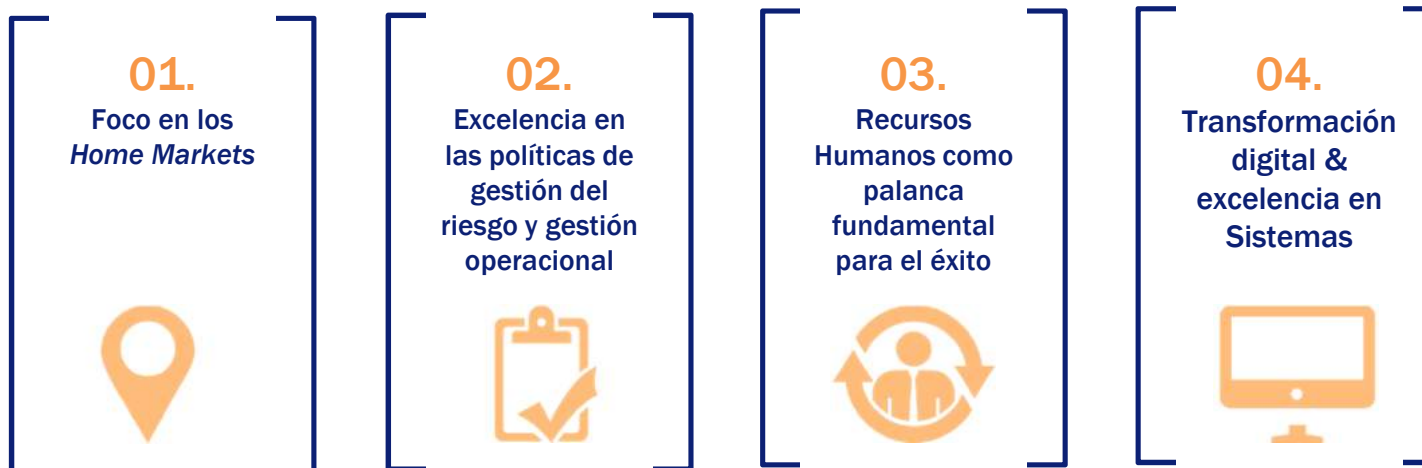 01.
Foco en los
Home Markets
02.
Excelencia en
las políticas de
gestión del
riesgo y gestión
operacional
03.
Recursos
Humanos como
palanca
fundamental
para el éxito
04.
Transformación
digital &
excelencia en
Sistemas